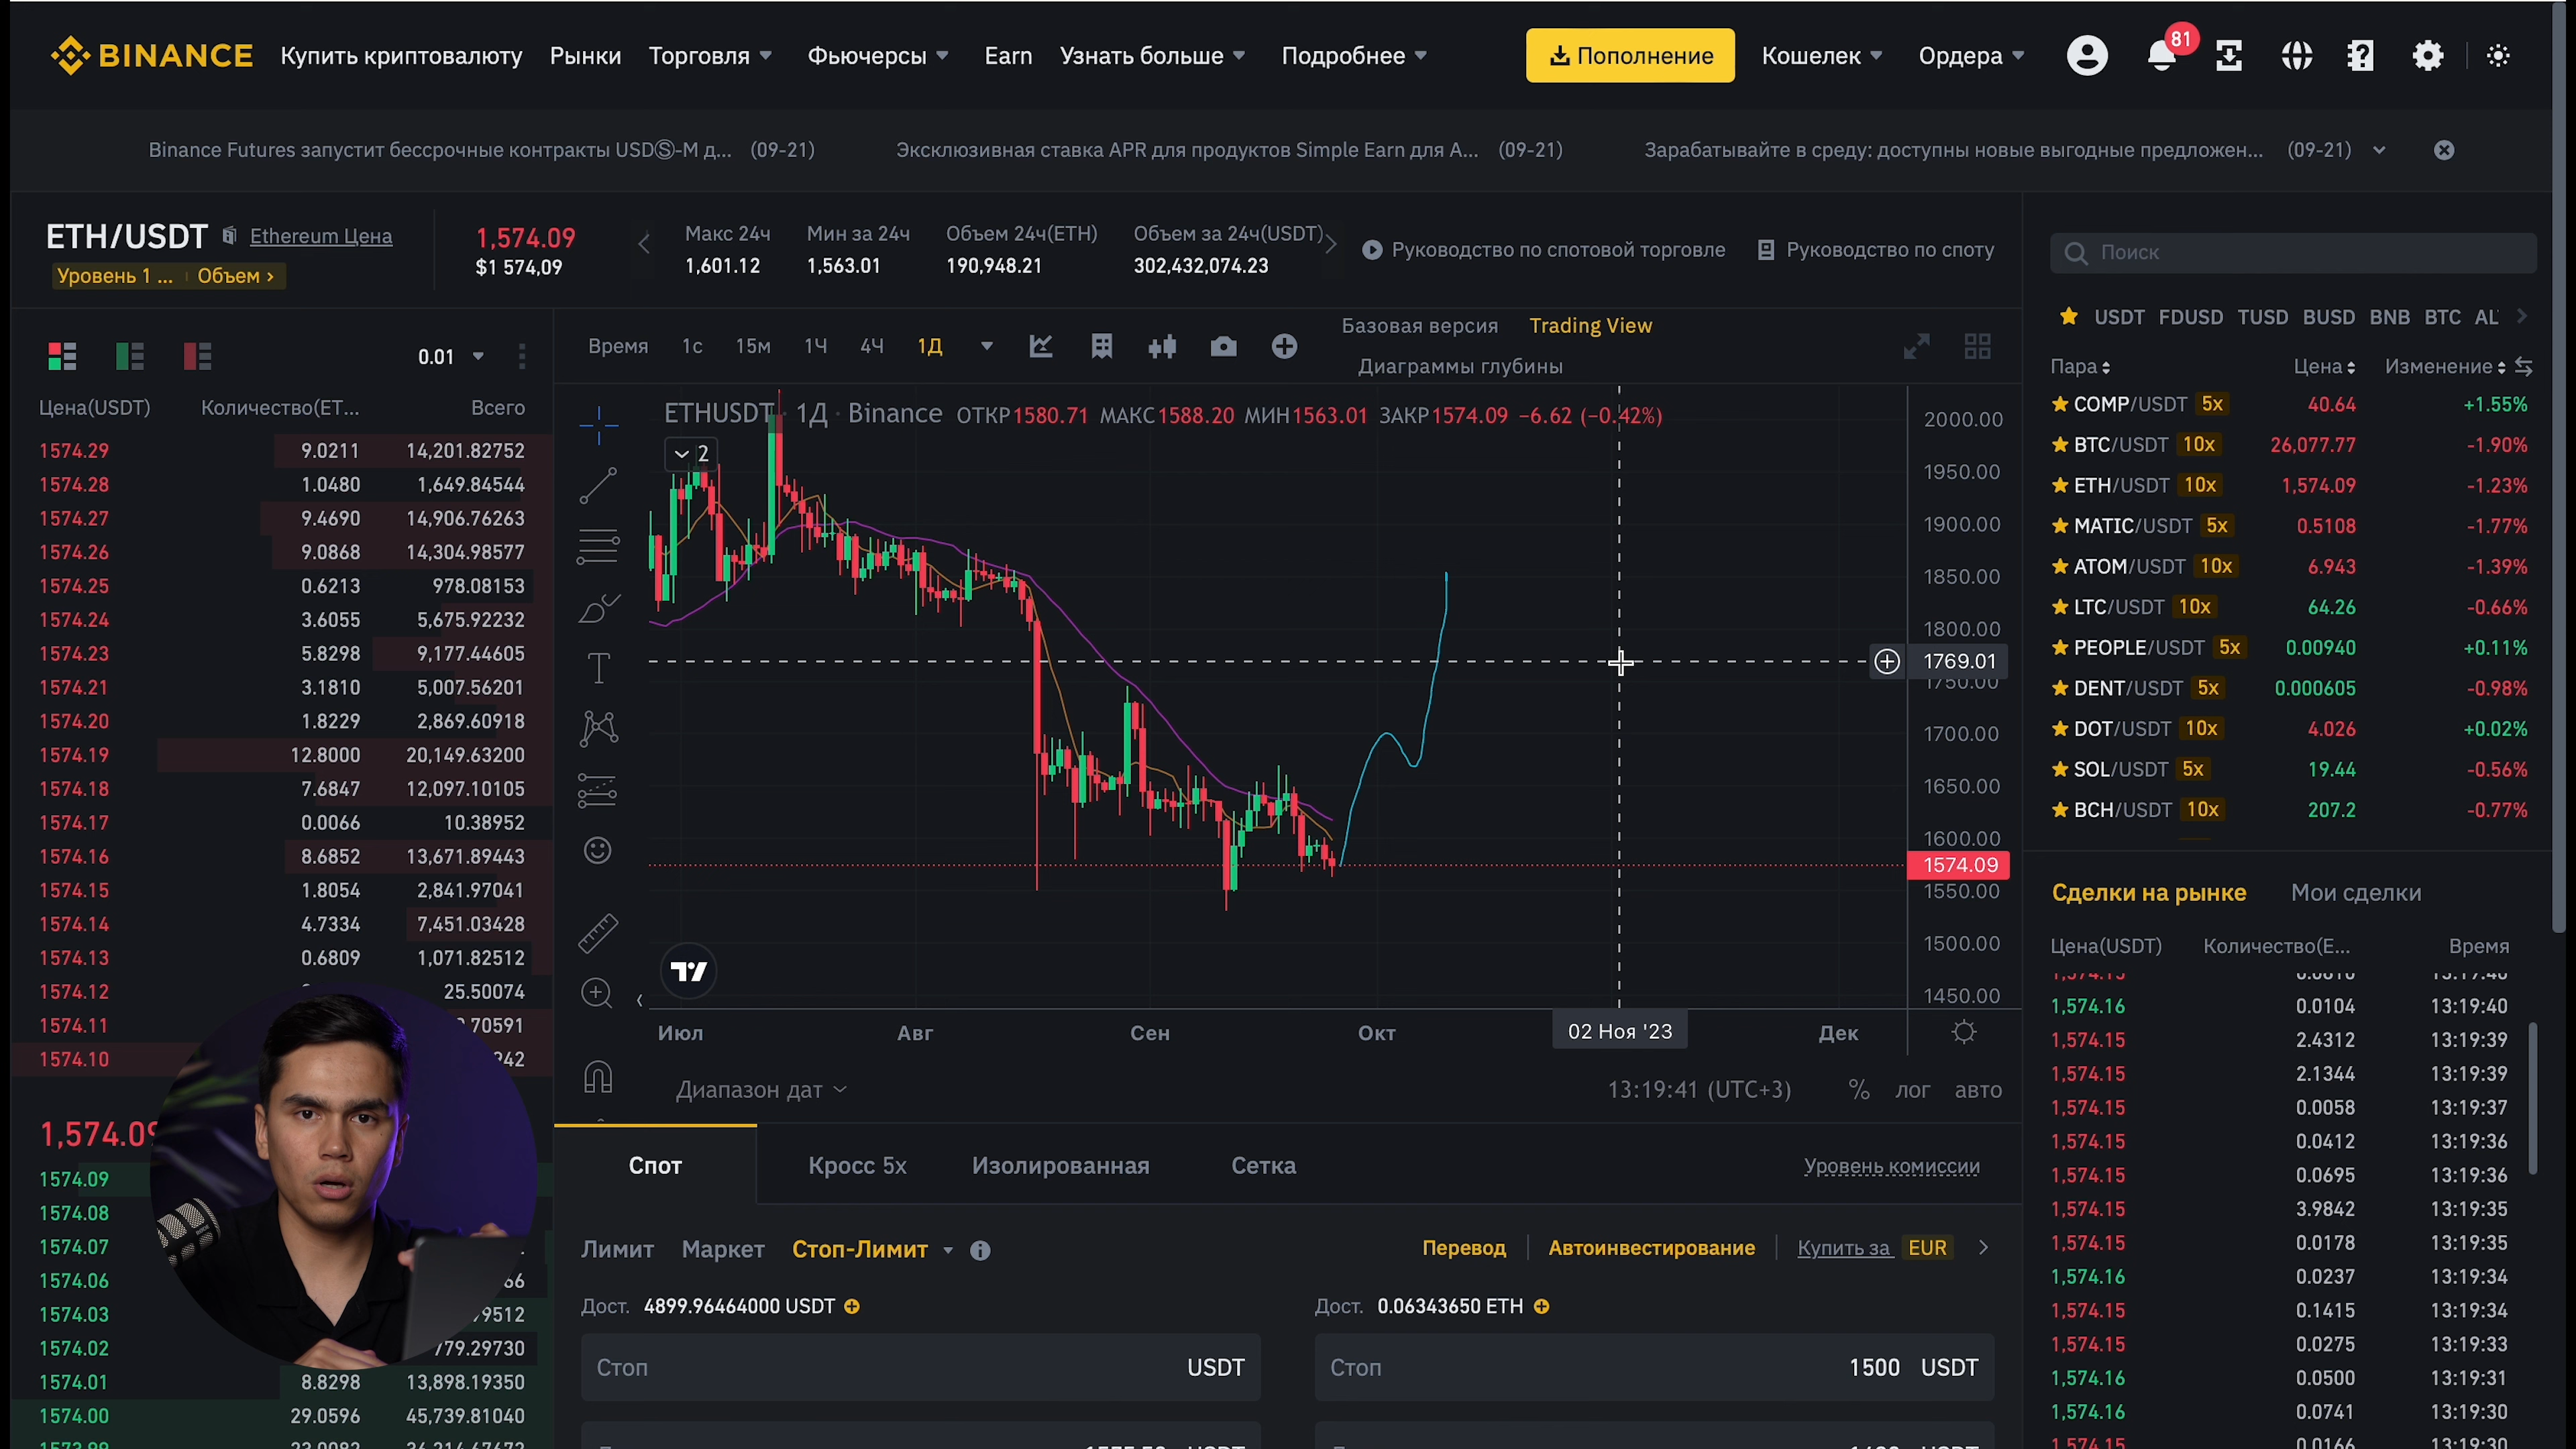 BINANCE Купить криптовалюту Рынки Торговля Фьючерсы Earn Узнать больше Подробнее Пополнение Кошелек Ордера 81
Binance Futures запустит бессрочные контракты USDⓈ-M д... (09-21) Эксклюзивная ставка APR для продуктов Simple Earn для A... (09-21) Зарабатывайте в среду: доступны новые выгодные предложен... (09-21)
ETH/USDT Ethereum Цена
Уровень 1 ... Объем
1,574.09
$1 574,09
Макс 24ч
1,601.12
Мин за 24ч
1,563.01
Объем 24ч(ETH)
190,948.21
Объем за 24ч(USDT)
302,432,074.23
Руководство по спотовой торговле Руководство по споту
0.01
Цена(USDT) Количество(ET... Всего
1574.29 9.0211 14,201.82752
1574.28 1.0480 1,649.84544
1574.27 9.4690 14,906.76263
1574.26 9.0868 14,304.98577
1574.25 0.6213 978.08153
1574.24 3.6055 5,675.92232
1574.23 5.8298 9,177.44605
1574.21 3.1810 5,007.56201
1574.20 1.8229 2,869.60918
1574.19 12.8000 20,149.63200
1574.18 7.6847 12,097.10105
1574.17 0.0066 10.38952
1574.16 8.6852 13,671.89443
1574.15 1.8054 2,841.97041
1574.14 4.7334 7,451.03428
1574.13 0.6809 1,071.82512
1574.12 25.50074
1574.11 70591
1574.10 942
1,574.09
1574.09
1574.08
1574.07
1574.06 66
1574.03 9512
1574.02 779.29730
1574.01 8.8298 13,898.19350
1574.00 29.0596 45,739.81040
Время 1с 15м 1Ч 4Ч 1Д
Базовая версия Trading View
Диаграммы глубины
ETHUSDT · 1Д · Binance ОТКР1580.71 МАКС1588.20 МИН1563.01 ЗАКР1574.09 −6.62 (−0.42%)
2
2000.00
1950.00
1900.00
1850.00
1800.00
1769.01
1750.00
1700.00
1650.00
1600.00
1574.09
1550.00
1500.00
1450.00
Июл Авг Сен Окт 02 Ноя '23 Дек
Диапазон дат 13:19:41 (UTC+3) % лог авто
Спот Кросс 5x Изолированная Сетка Уровень комиссии
Лимит Маркет Стоп-Лимит Перевод Автоинвестирование Купить за EUR
Дост. 4899.96464000 USDT Дост. 0.06343650 ETH
Стоп USDT Стоп 1500 USDT
Поиск
USDT FDUSD TUSD BUSD BNB BTC AL
Пара Цена Изменение
COMP/USDT 5x 40.64 +1.55%
BTC/USDT 10x 26,077.77 -1.90%
ETH/USDT 10x 1,574.09 -1.23%
MATIC/USDT 5x 0.5108 -1.77%
ATOM/USDT 10x 6.943 -1.39%
LTC/USDT 10x 64.26 -0.66%
PEOPLE/USDT 5x 0.00940 +0.11%
DENT/USDT 5x 0.000605 -0.98%
DOT/USDT 10x 4.026 +0.02%
SOL/USDT 5x 19.44 -0.56%
BCH/USDT 10x 207.2 -0.77%
Сделки на рынке Мои сделки
Цена(USDT) Количество(E... Время
1,574.16 0.0104 13:19:40
1,574.15 2.4312 13:19:39
1,574.15 2.1344 13:19:39
1,574.15 0.0058 13:19:37
1,574.15 0.0412 13:19:36
1,574.15 0.0695 13:19:36
1,574.15 3.9842 13:19:35
1,574.15 0.0178 13:19:35
1,574.16 0.0237 13:19:34
1,574.15 0.1415 13:19:34
1,574.15 0.0275 13:19:33
1,574.16 0.0500 13:19:31
1,574.16 0.0741 13:19:30